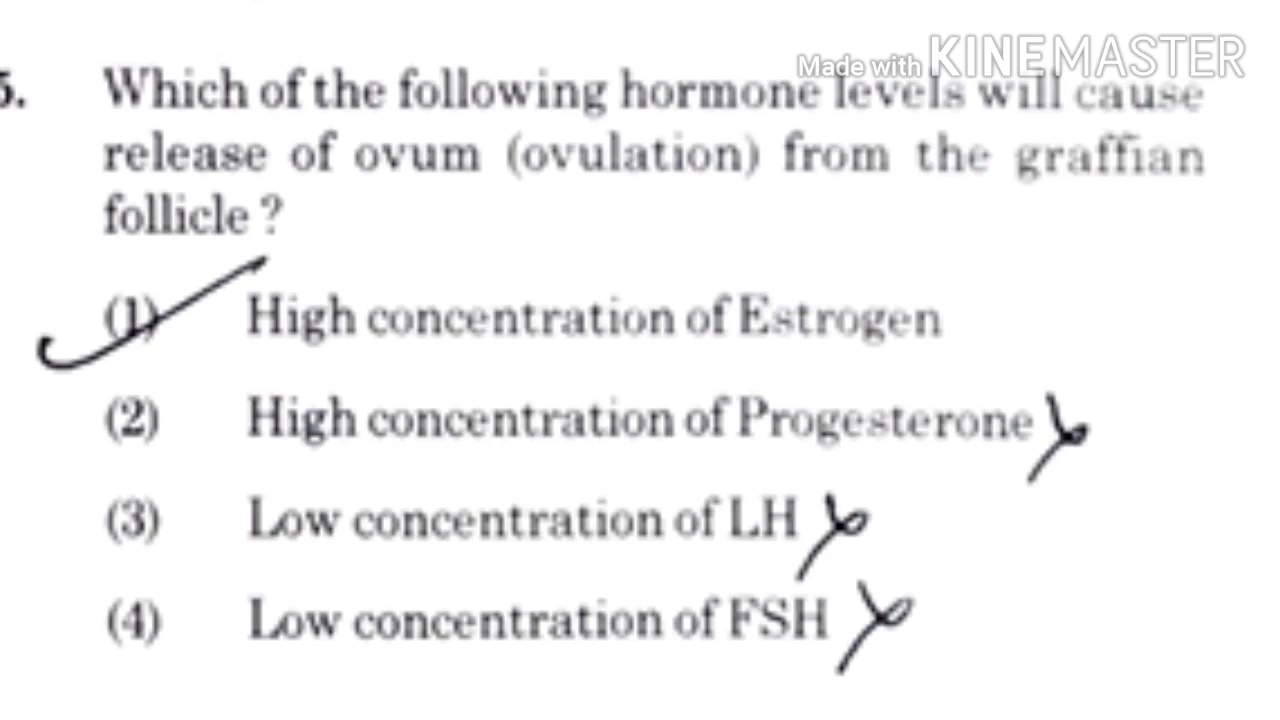 Made with KINEMASTER
5. Which of the following hormone levels will cause
release of ovum (ovulation) from the graffian
follicle ?
(1) High concentration of Estrogen
(2) High concentration of Progesterone
(3) Low concentration of LH
(4) Low concentration of FSH